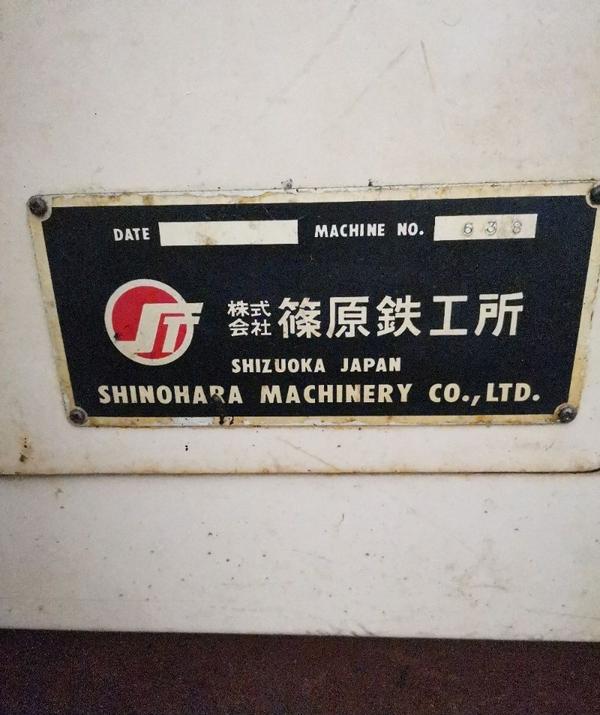 DATE MACHINE NO. 638
株式会社 篠原鉄工所
SHIZUOKA JAPAN
SHINOHARA MACHINERY CO., LTD.